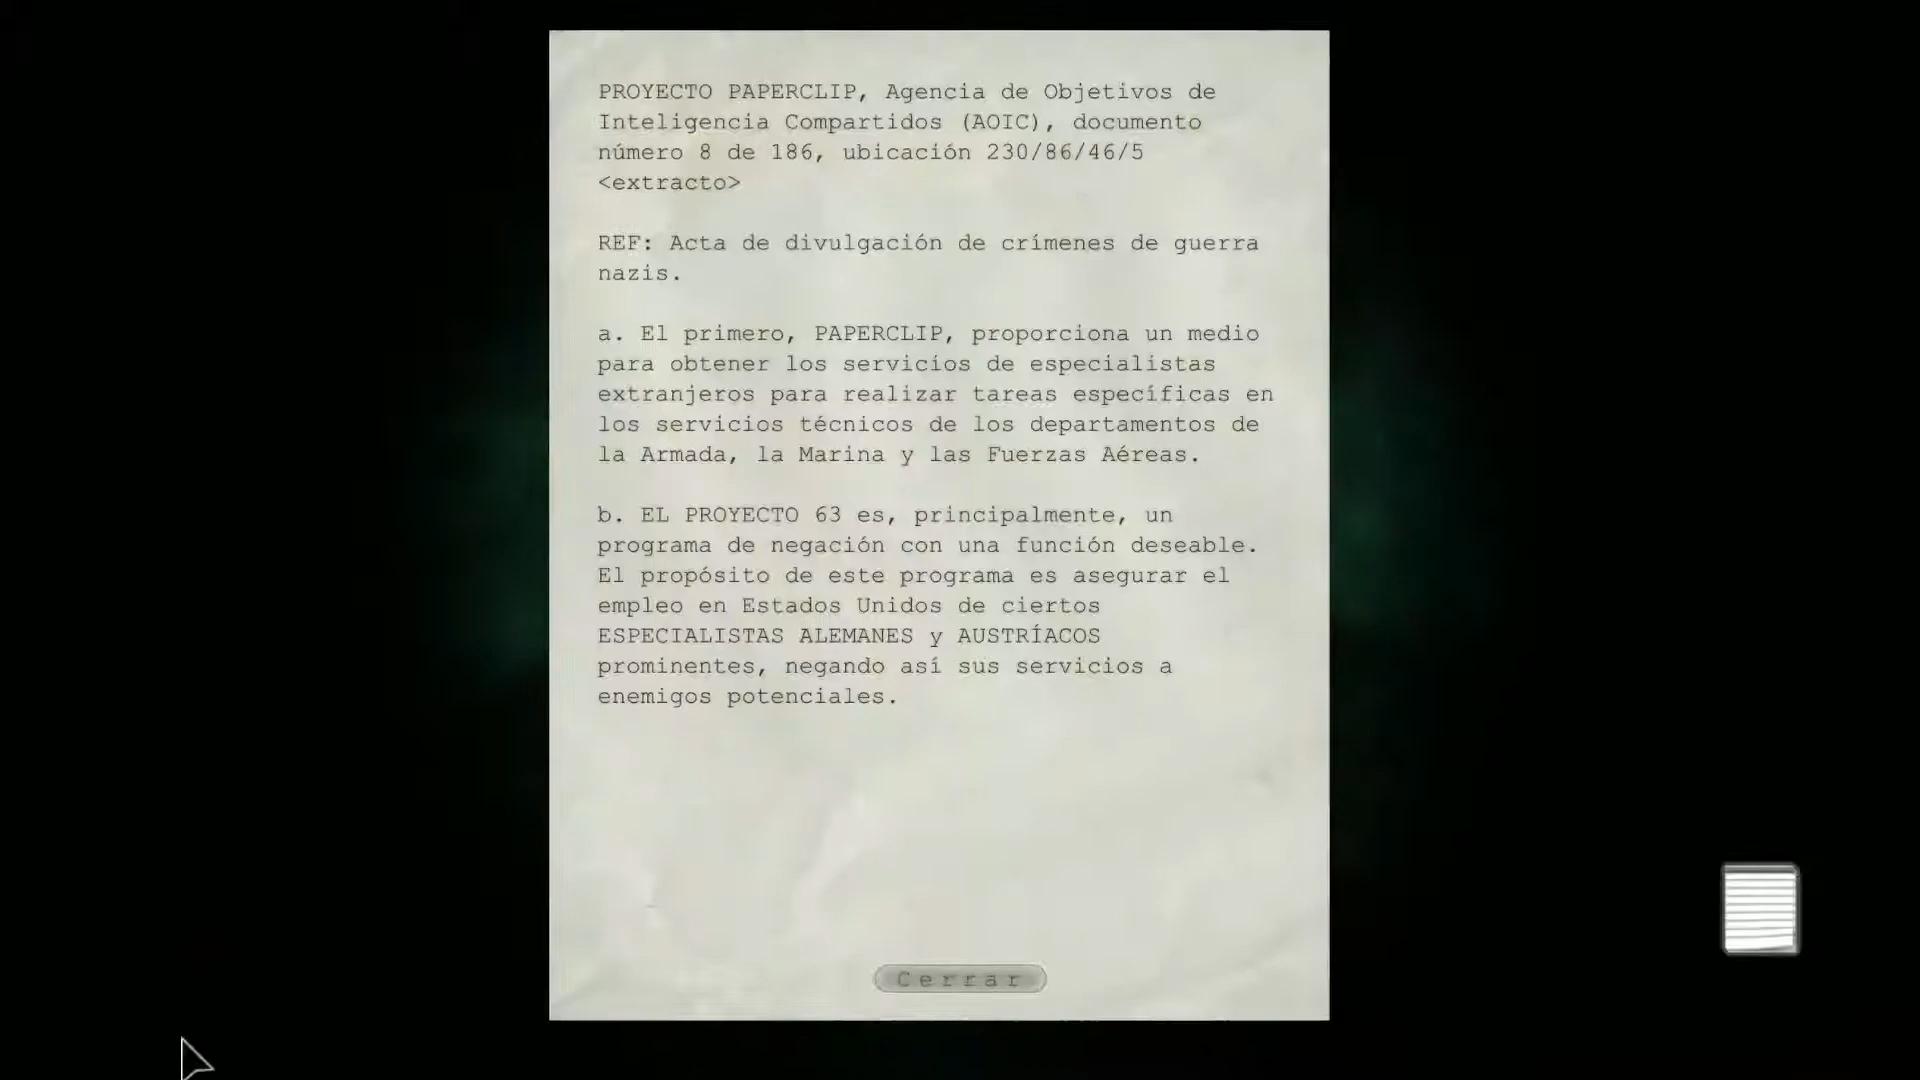 PROYECTO PAPERCLIP, Agencia de Objetivos de
Inteligencia Compartidos (AOIC), documento
número 8 de 186, ubicación 230/86/46/5
<extracto>
REF: Acta de divulgación de crímenes de guerra
nazis.
a. El primero, PAPERCLIP, proporciona un medio
para obtener los servicios de especialistas
extranjeros para realizar tareas específicas en
los servicios técnicos de los departamentos de
la Armada, la Marina y las Fuerzas Aéreas.
b. EL PROYECTO 63 es, principalmente, un
programa de negación con una función deseable.
El propósito de este programa es asegurar el
empleo en Estados Unidos de ciertos
ESPECIALISTAS ALEMANES y AUSTRÍACOS
prominentes, negando así sus servicios a
enemigos potenciales.
Cerrar